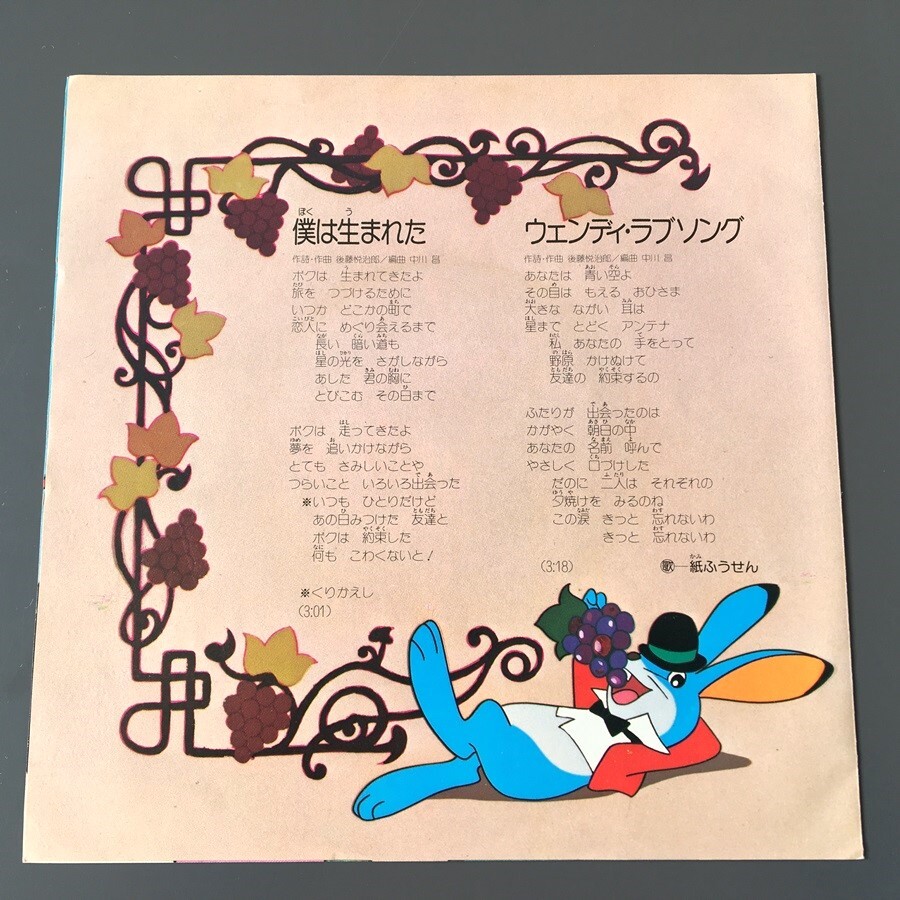 僕は生まれた
作詩・作曲 後藤悦治郎／編曲 中川 昌
ボクは 生まれてきたよ
旅を つづけるために
いつか どこかの町で
恋人に めぐり会えるまで
長い 暗い道も
星の光を さがしながら
あした 君の胸に
とびこむ その日まで
ボクは 走ってきたよ
夢を 追いかけながら
とても さみしいことや
つらいこと いろいろ出会った
※いつも ひとりだけど
あの日みつけた 友達と
ボクは 約束した
何も こわくないと！
※くりかえし
(3:01)
ウェンディ・ラブソング
作詩・作曲 後藤悦治郎／編曲 中川 昌
あなたは 青い空よ
その目は もえる おひさま
大きな ながい 耳は
星まで とどく アンテナ
私 あなたの 手をとって
野原 かけぬけて
友達の 約束するの
ふたりが 出会ったのは
かがやく 朝日の中
あなたの 名前 呼んで
やさしく 口づけした
だのに 二人は それぞれの
夕焼けを みるのね
この涙 きっと 忘れないわ
きっと 忘れないわ
(3:18) 歌―紙ふうせん